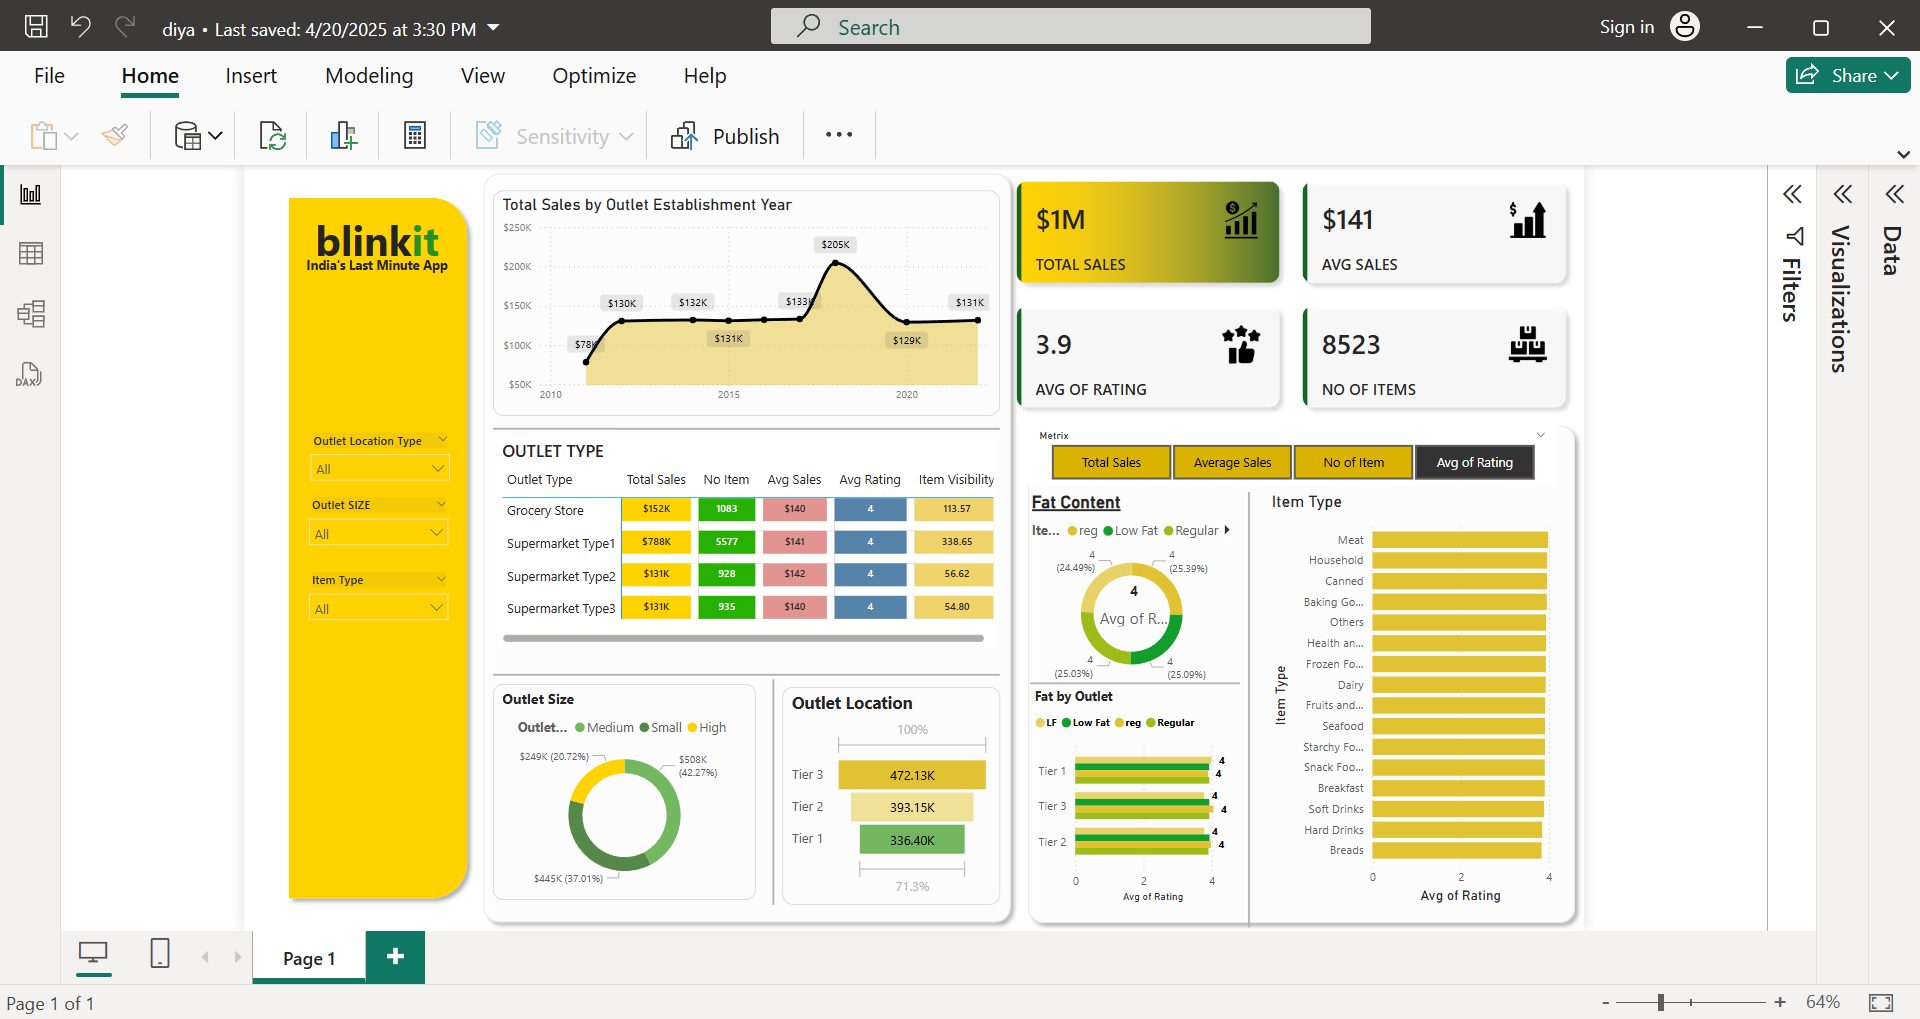 diya • Last saved: 4/20/2025 at 3:30 PM
Search
Sign in
File Home Insert Modeling View Optimize Help
Share
Sensitivity
Publish
DAX
blinkit
India's Last Minute App
Outlet Location Type
All
Outlet SIZE
All
Item Type
All
Total Sales by Outlet Establishment Year
$250K
$200K
$150K
$100K
$50K
2010 2015 2020
$78K
$130K
$132K
$131K
$133K
$205K
$129K
$131K
OUTLET TYPE
Outlet Type Total Sales No Item Avg Sales Avg Rating Item Visibility
Grocery Store $152K 1083 $140 4 113.57
Supermarket Type1 $788K 5577 $141 4 338.65
Supermarket Type2 $131K 928 $142 4 56.62
Supermarket Type3 $131K 935 $140 4 54.80
Outlet Size
Outlet... Medium Small High
$249K (20.72%)
$508K
(42.27%)
$445K (37.01%)
Outlet Location
100%
Tier 3 472.13K
Tier 2 393.15K
Tier 1 336.40K
71.3%
$1M
TOTAL SALES
$141
AVG SALES
3.9
AVG OF RATING
8523
NO OF ITEMS
Metrix
Total Sales Average Sales No of Item Avg of Rating
Fat Content
Ite... reg Low Fat Regular
4
(24.49%)
4
(25.39%)
4
Avg of R...
4
(25.03%)
4
(25.09%)
Fat by Outlet
LF Low Fat reg Regular
Tier 1 4
4
Tier 3 4
4
Tier 2 4
4
0 2 4
Avg of Rating
Item Type
Item Type
Meat
Household
Canned
Baking Go...
Others
Health an...
Frozen Fo...
Dairy
Fruits and...
Seafood
Starchy Fo...
Snack Foo...
Breakfast
Soft Drinks
Hard Drinks
Breads
0 2 4
Avg of Rating
Filters
Visualizations
Data
Page 1
Page 1 of 1
64%